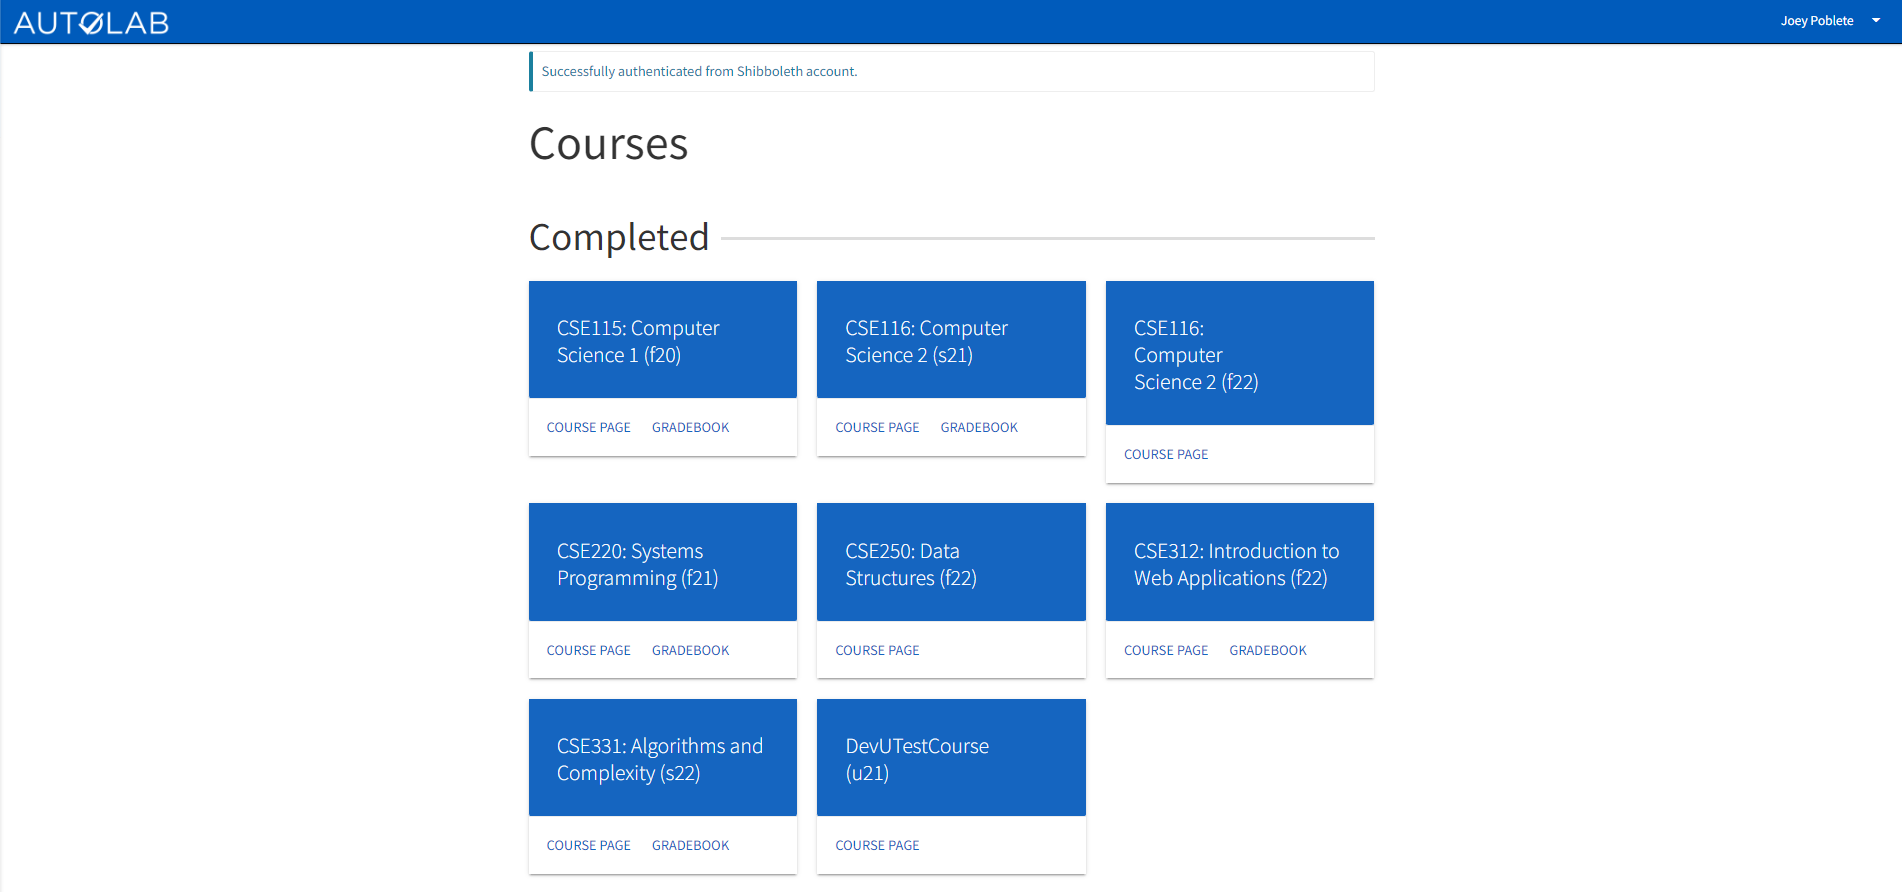 AUTOLAB
Joey Poblete
Successfully authenticated from Shibboleth account.
Courses
Completed
CSE115: Computer
Science 1 (f20)
COURSE PAGE GRADEBOOK
CSE116: Computer
Science 2 (s21)
COURSE PAGE GRADEBOOK
CSE116:
Computer
Science 2 (f22)
COURSE PAGE
CSE220: Systems
Programming (f21)
COURSE PAGE GRADEBOOK
CSE250: Data
Structures (f22)
COURSE PAGE
CSE312: Introduction to
Web Applications (f22)
COURSE PAGE GRADEBOOK
CSE331: Algorithms and
Complexity (s22)
COURSE PAGE GRADEBOOK
DevUTestCourse
(u21)
COURSE PAGE